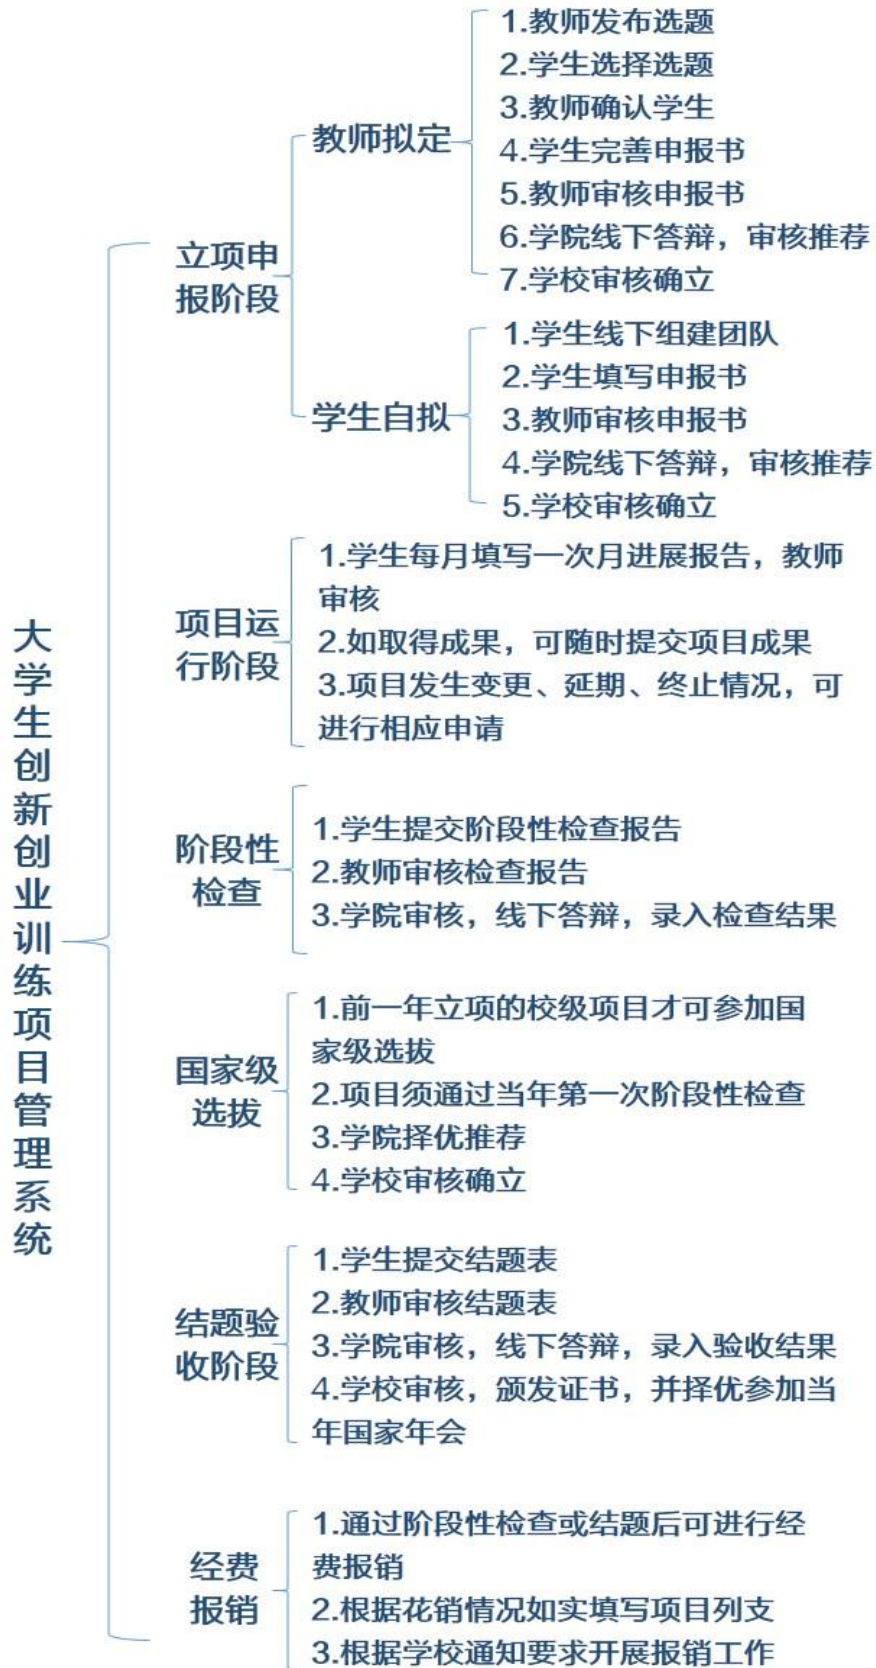 大学生创新创业训练项目管理系统
立项申
报阶段
教师拟定
1.教师发布选题
2.学生选择选题
3.教师确认学生
4.学生完善申报书
5.教师审核申报书
6.学院线下答辩，审核推荐
7.学校审核确立
学生自拟
1.学生线下组建团队
2.学生填写申报书
3.教师审核申报书
4.学院线下答辩，审核推荐
5.学校审核确立
项目运
行阶段
1.学生每月填写一次月进展报告，教师
审核
2.如取得成果，可随时提交项目成果
3.项目发生变更、延期、终止情况，可
进行相应申请
阶段性
检查
1.学生提交阶段性检查报告
2.教师审核检查报告
3.学院审核，线下答辩，录入检查结果
国家级
选拔
1.前一年立项的校级项目才可参加国
家级选拔
2.项目须通过当年第一次阶段性检查
3.学院择优推荐
4.学校审核确立
结题验
收阶段
1.学生提交结题表
2.教师审核结题表
3.学院审核，线下答辩，录入验收结果
4.学校审核，颁发证书，并择优参加当
年国家年会
经费
报销
1.通过阶段性检查或结题后可进行经
费报销
2.根据花销情况如实填写项目列支
3.根据学校通知要求开展报销工作